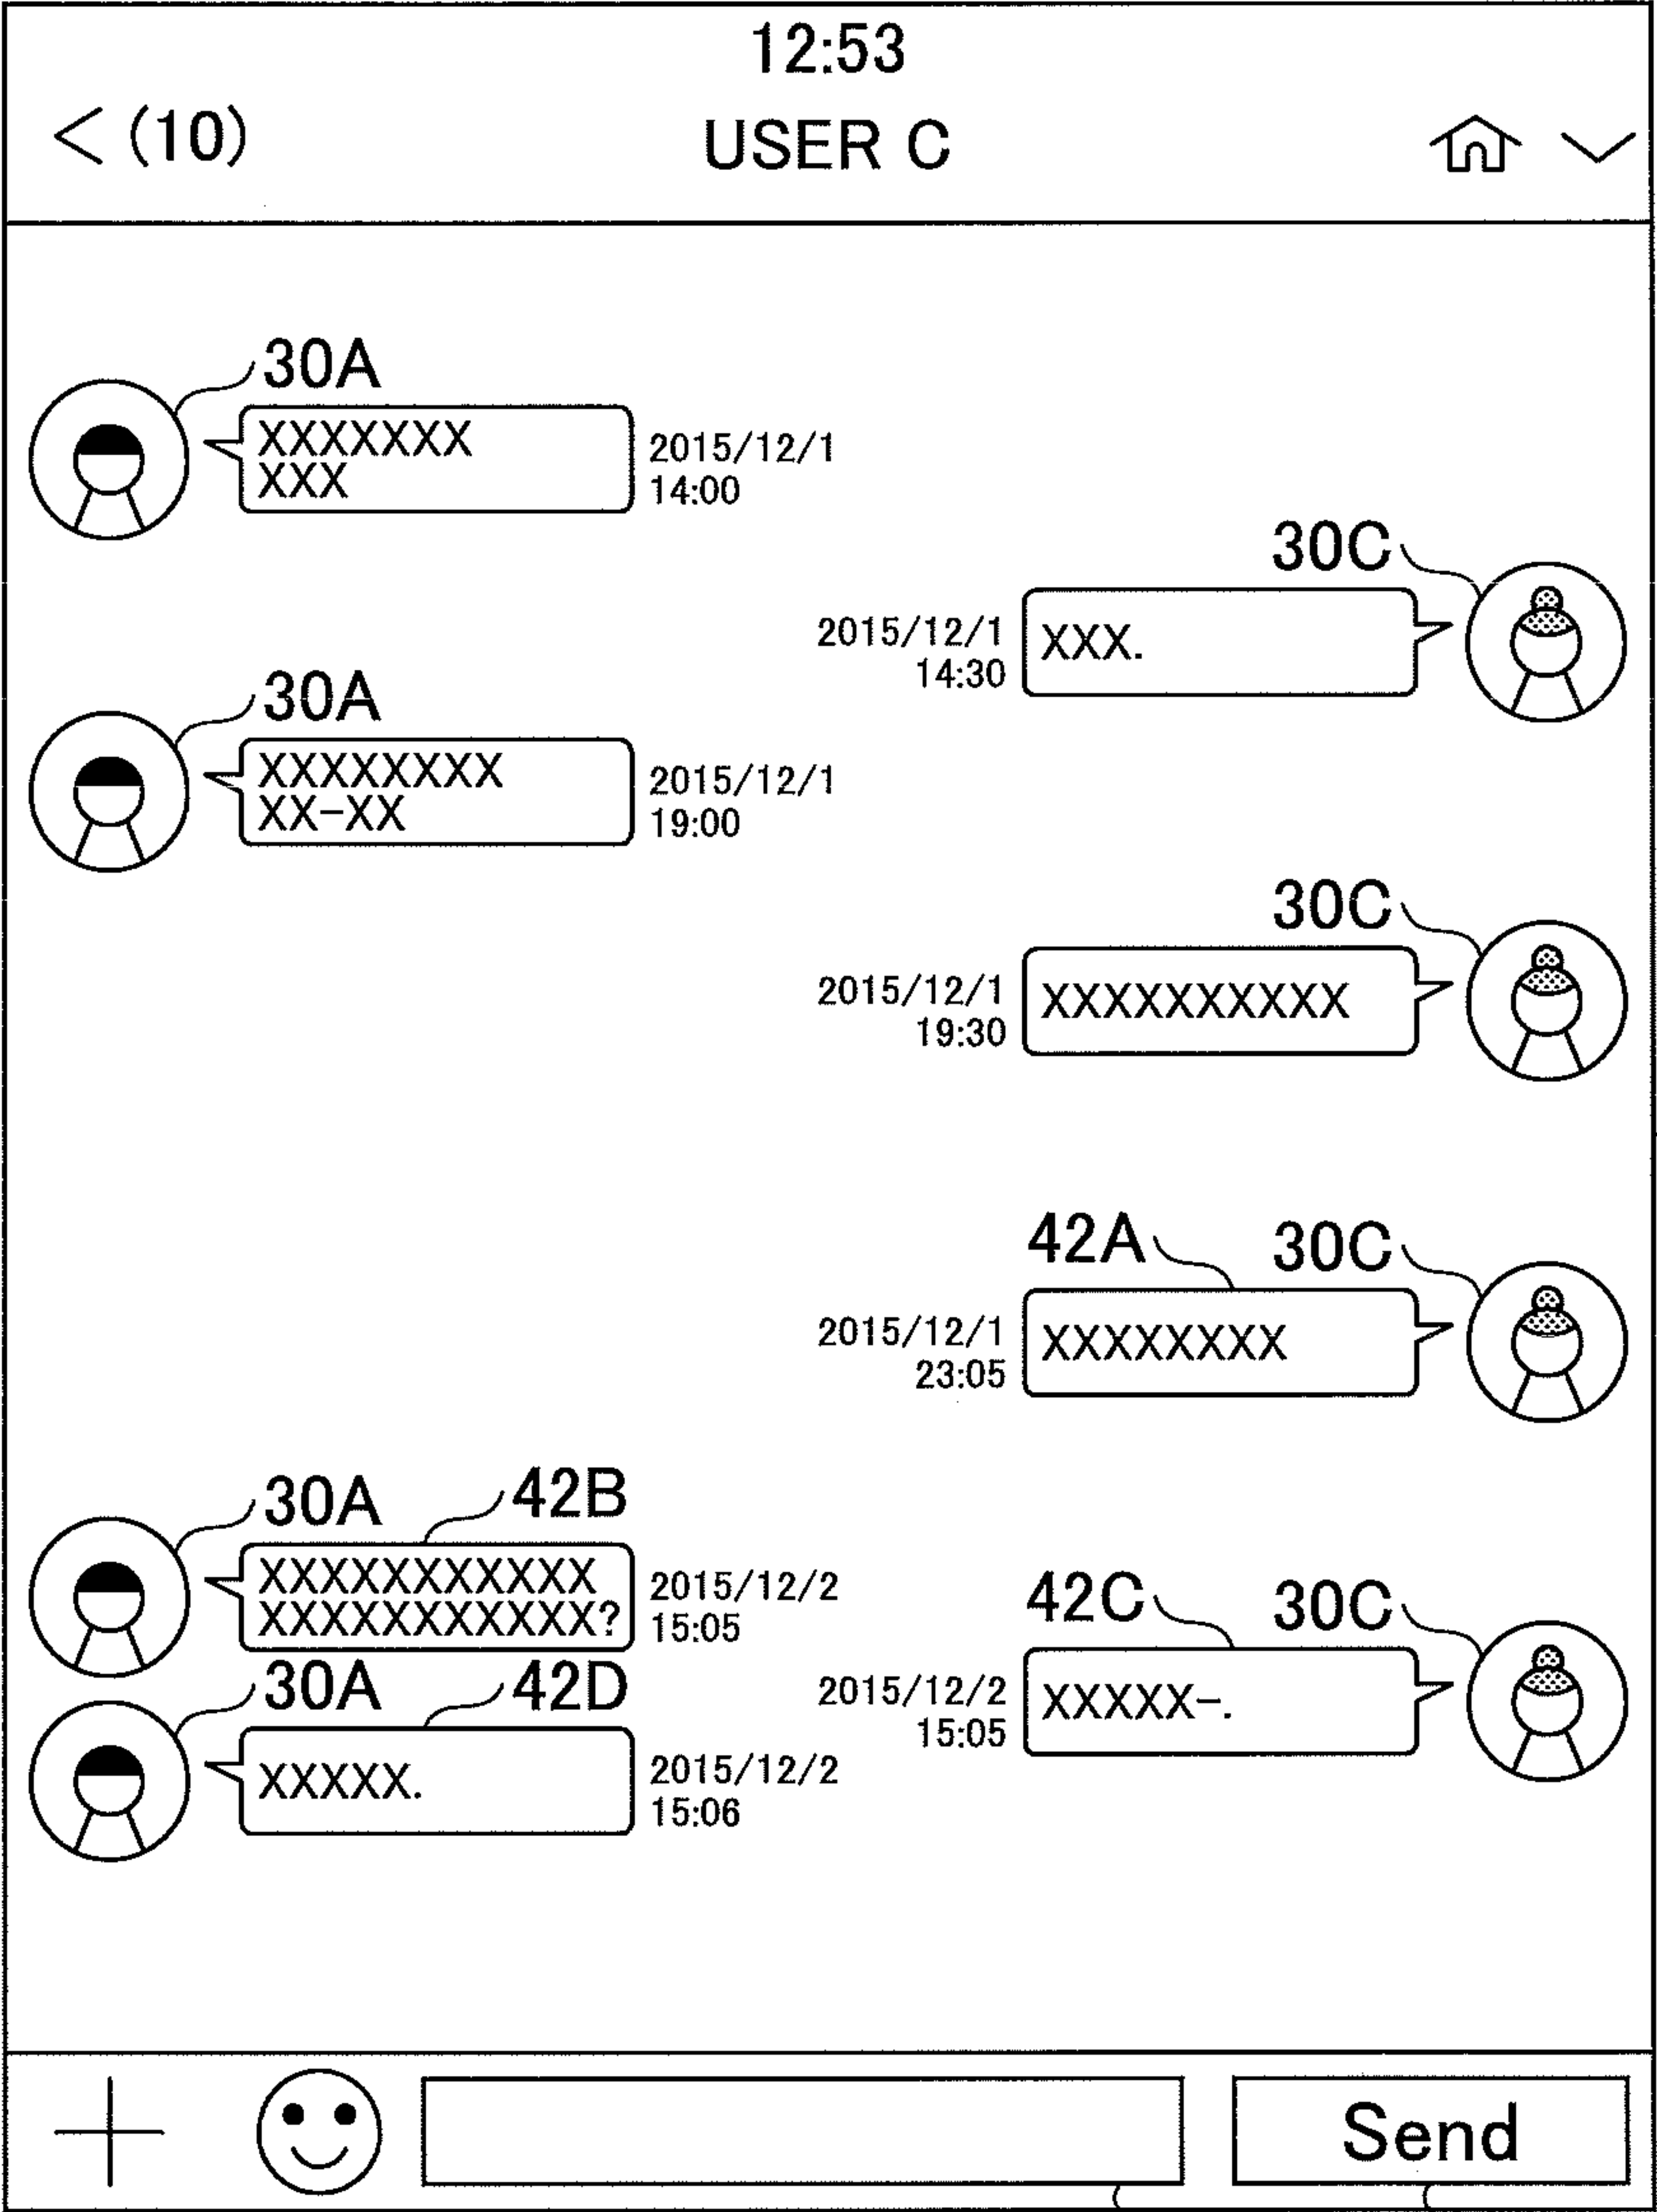 12:53
< (10)
USER C
30A
XXXXXXX
XXX
2015/12/1
14:00
30C
2015/12/1
14:30
XXX.
30A
XXXXXXXX
XX-XX
2015/12/1
19:00
30C
2015/12/1
19:30
XXXXXXXXXX
42A
30C
2015/12/1
23:05
XXXXXXXX
30A
42B
XXXXXXXXXXX
XXXXXXXXXXX?
2015/12/2
15:05
42C
30C
2015/12/2
15:05
XXXXX-.
30A
42D
XXXXX.
2015/12/2
15:06
Send